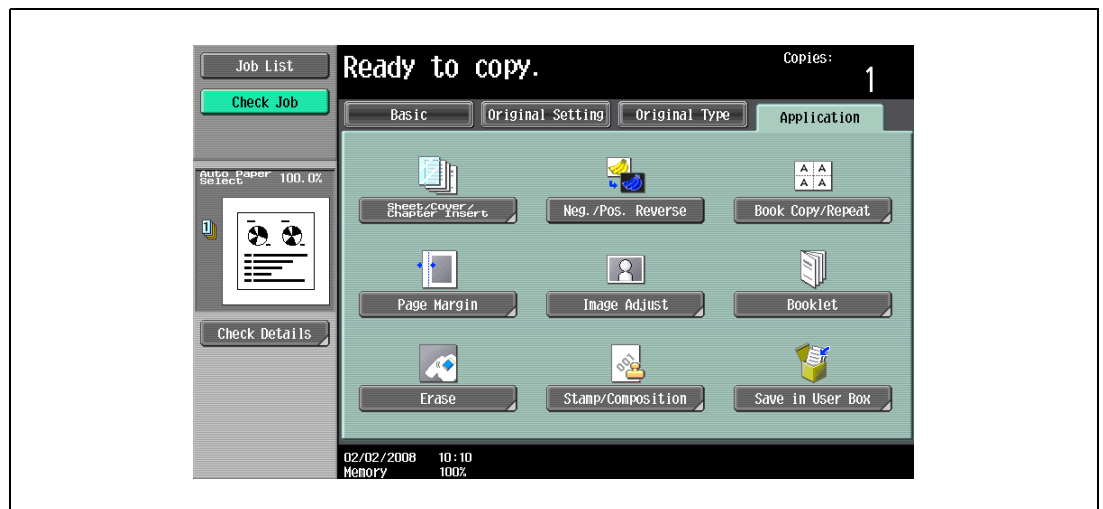 Job List
Check Job
Ready to copy.
Copies:
1
Basic
Original Setting
Original Type
Application
Auto Paper
Select
100.0%
1
Sheet/Cover/
Chapter Insert
Neg./Pos. Reverse
A A
A A
Book Copy/Repeat
Page Margin
Image Adjust
Booklet
Check Details
001
Erase
Stamp/Composition
Save in User Box
02/02/2008 10:10
Memory 100%